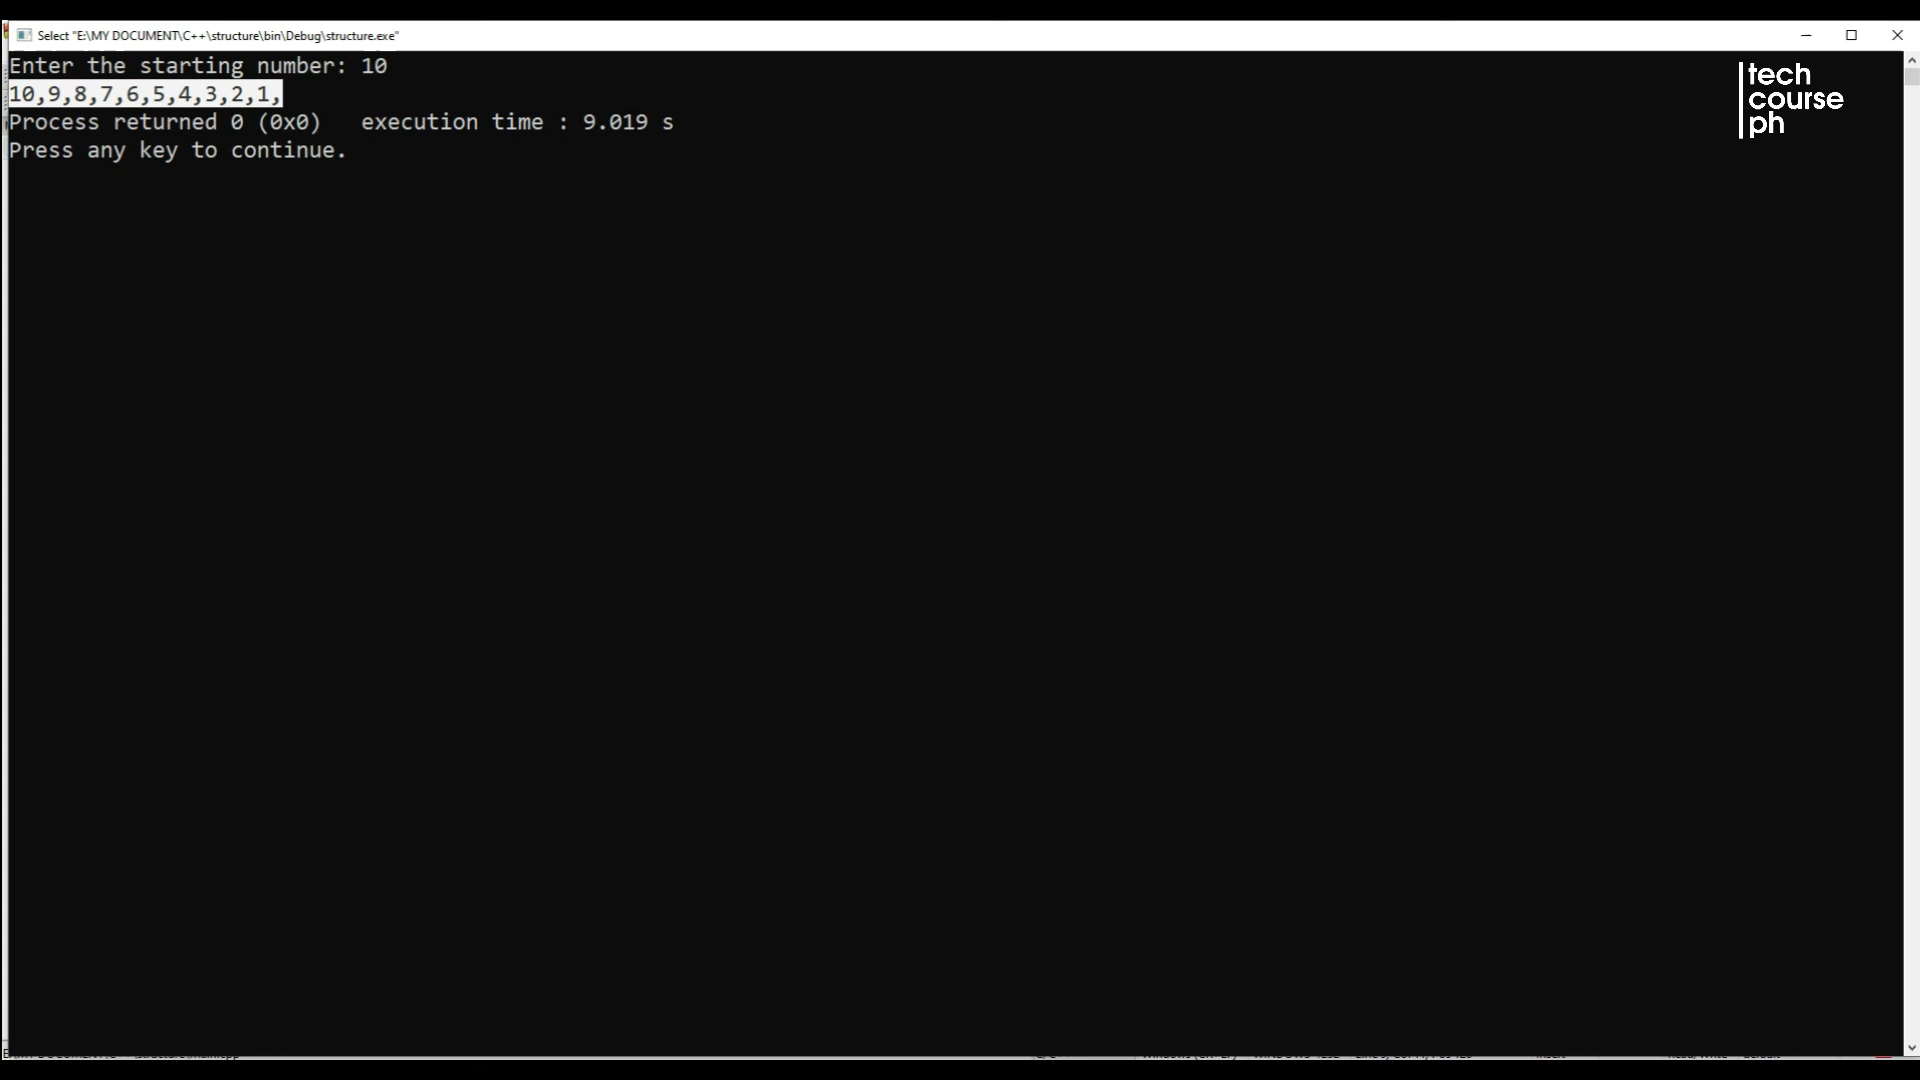 Select "E:\MY DOCUMENT\C++\structure\bin\Debug\structure.exe"
Enter the starting number: 10
10,9,8,7,6,5,4,3,2,1,
Process returned 0 (0x0)   execution time : 9.019 s
Press any key to continue.
tech
course
ph